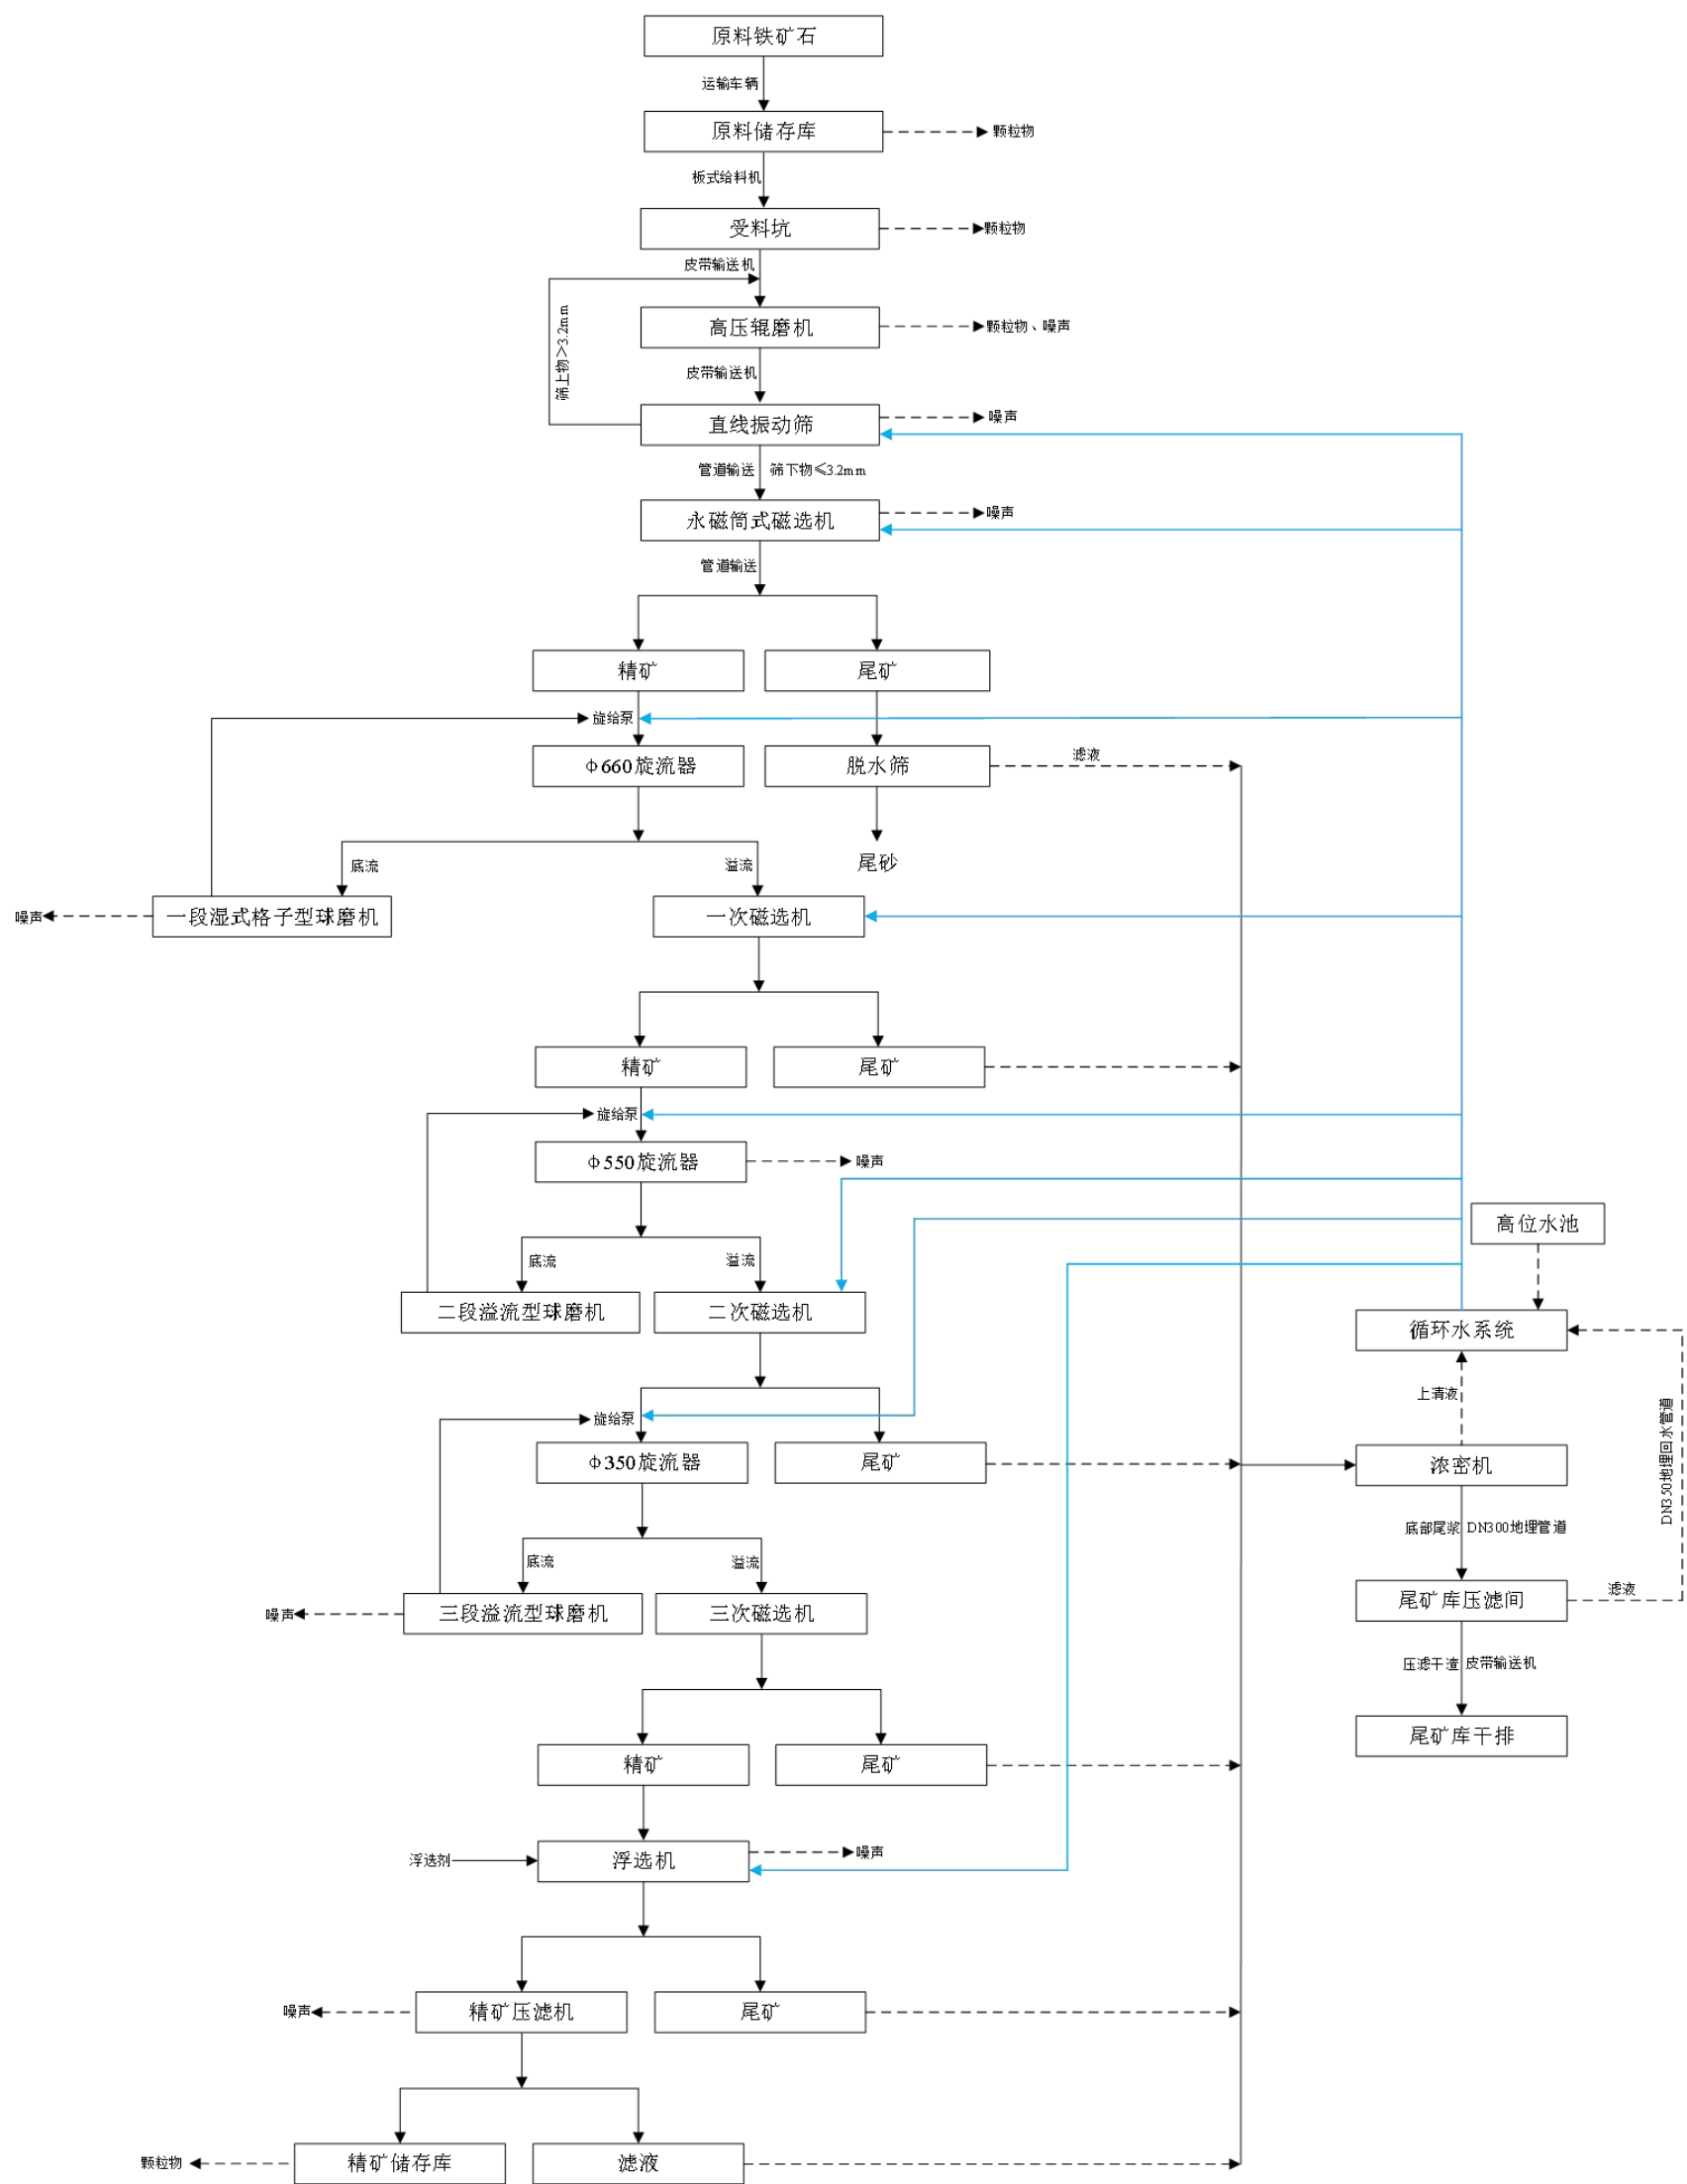 原料铁矿石
运输车辆
原料储存库
颗粒物
板式给料机
受料坑
颗粒物
皮带输送机
筛上物＞3.2mm
高压辊磨机
颗粒物、噪声
皮带输送机
直线振动筛
噪声
管道输送
筛下物≤3.2mm
永磁筒式磁选机
噪声
管道输送
精矿
尾矿
旋给泵
Φ660旋流器
脱水筛
滤液
底流
溢流
尾砂
噪声
一段湿式格子型球磨机
一次磁选机
精矿
尾矿
旋给泵
Φ550旋流器
噪声
高位水池
底流
溢流
二段溢流型球磨机
二次磁选机
循环水系统
上清液
DN350地埋回水管道
旋给泵
Φ350旋流器
尾矿
浓密机
底部尾浆
DN300地埋管道
底流
溢流
噪声
三段溢流型球磨机
三次磁选机
尾矿库压滤间
滤液
压滤干渣
皮带输送机
尾矿库干排
精矿
尾矿
浮选剂
浮选机
噪声
噪声
精矿压滤机
尾矿
颗粒物
精矿储存库
滤液